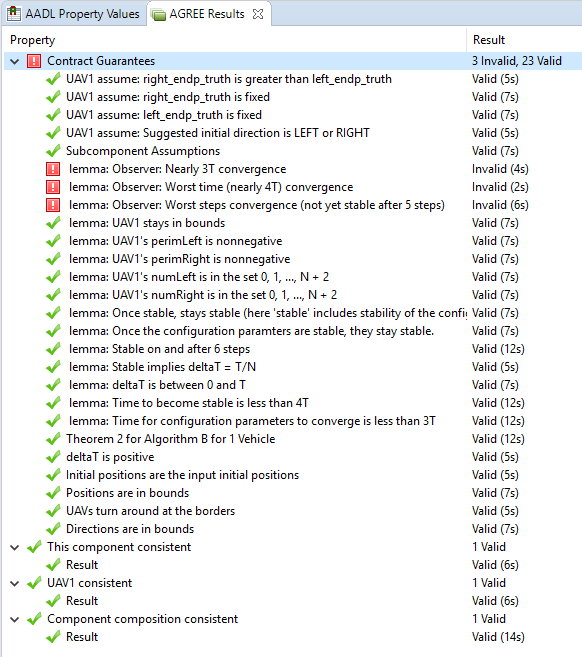 AADL Property Values AGREE Results
Property Result
Contract Guarantees 3 Invalid, 23 Valid
UAV1 assume: right_endp_truth is greater than left_endp_truth Valid (5s)
UAV1 assume: right_endp_truth is fixed Valid (7s)
UAV1 assume: left_endp_truth is fixed Valid (7s)
UAV1 assume: Suggested initial direction is LEFT or RIGHT Valid (5s)
Subcomponent Assumptions Valid (7s)
lemma: Observer: Nearly 3T convergence Invalid (4s)
lemma: Observer: Worst time (nearly 4T) convergence Invalid (2s)
lemma: Observer: Worst steps convergence (not yet stable after 5 steps) Invalid (6s)
lemma: UAV1 stays in bounds Valid (7s)
lemma: UAV1's perimLeft is nonnegative Valid (7s)
lemma: UAV1's perimRight is nonnegative Valid (7s)
lemma: UAV1's numLeft is in the set 0, 1, ..., N + 2 Valid (7s)
lemma: UAV1's numRight is in the set 0, 1, ..., N + 2 Valid (7s)
lemma: Once stable, stays stable (here 'stable' includes stability of the confi Valid (7s)
lemma: Once the configuration paramters are stable, they stay stable. Valid (7s)
lemma: Stable on and after 6 steps Valid (12s)
lemma: Stable implies deltaT = T/N Valid (5s)
lemma: deltaT is between 0 and T Valid (7s)
lemma: Time to become stable is less than 4T Valid (12s)
lemma: Time for configuration parameters to converge is less than 3T Valid (12s)
Theorem 2 for Algorithm B for 1 Vehicle Valid (12s)
deltaT is positive Valid (5s)
Initial positions are the input initial positions Valid (5s)
Positions are in bounds Valid (7s)
UAVs turn around at the borders Valid (5s)
Directions are in bounds Valid (7s)
This component consistent 1 Valid
Result Valid (6s)
UAV1 consistent 1 Valid
Result Valid (6s)
Component composition consistent 1 Valid
Result Valid (14s)